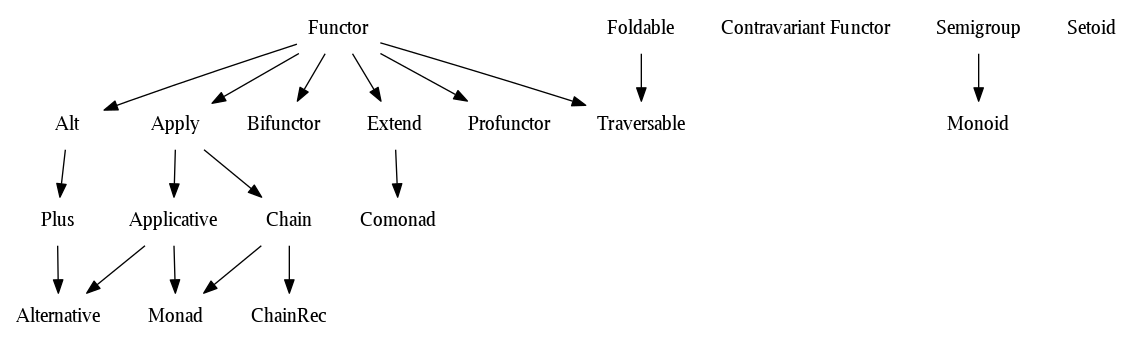 Functor Foldable Contravariant Functor Semigroup Setoid
Alt Apply Bifunctor Extend Profunctor Traversable Monoid
Plus Applicative Chain Comonad
Alternative Monad ChainRec